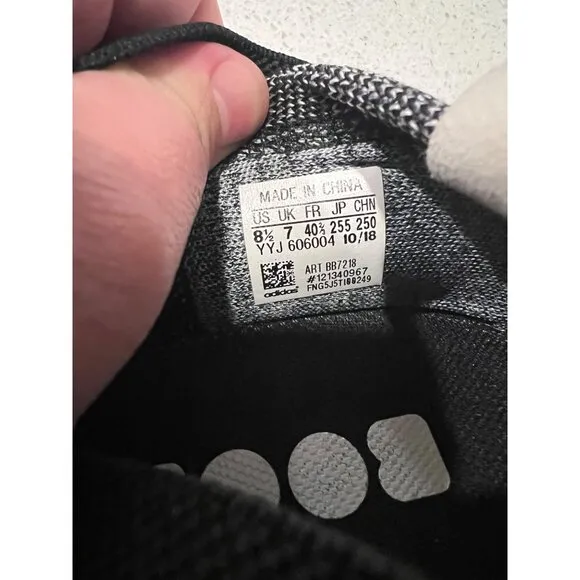 MADE IN CHINA
US UK FR JP CHN
8½ 7 40⅔ 255 250
YYJ 606004 10/18
ART BB7218
#121340967
adidas FNG5J5T168249